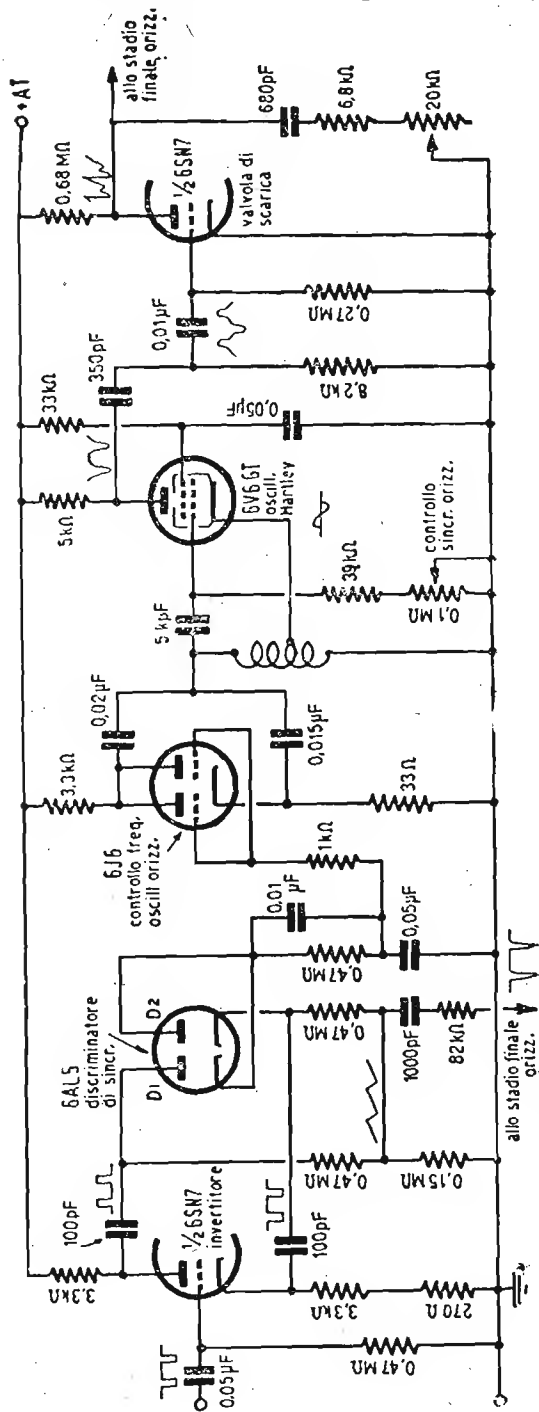 0,05µF
0,47MΩ
3,3kΩ
100pF
½ 6SN7
invertitore
3,3kΩ
270Ω
100pF
6AL5
discriminatore
di sincr.
D1
D2
0,47MΩ
0,15MΩ
0,47MΩ
1000pF
82kΩ
allo stadio finale
orizz.
0,47MΩ
0,01
µF
0,05µF
1kΩ
6J6
controllo freq.
oscill orizz.
3,3kΩ
0,02µF
0,015µF
33Ω
5kpF
39kΩ
0,1MΩ
controllo
sincr. orizz.
5kΩ
6V6 GT
oscill.
Hartley
33kΩ
0,05µF
350pF
8,2kΩ
0,01µF
0,27MΩ
0,68MΩ
½ 6SN7
valvola di
scarica
+AT
allo stadio
finale orizz.
680pF
6,8kΩ
20kΩ